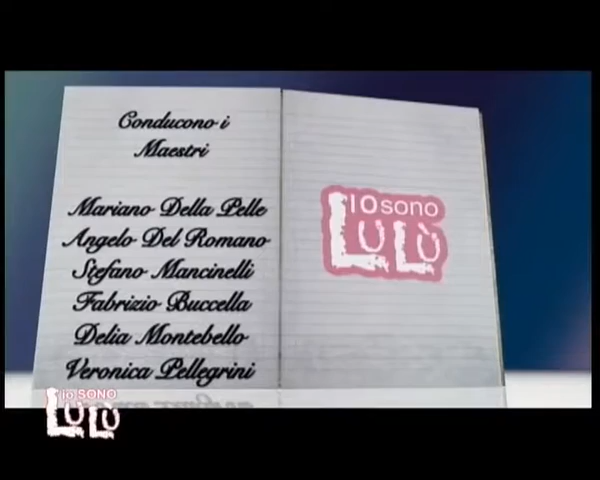 Conducono i
Maestri
Mariano Della Pelle
Angelo Del Romano
Stefano Mancinelli
Fabrizio Buccella
Delia Montebello
Veronica Pellegrini
IO sono
LULÙ
io SONO
LULÙ